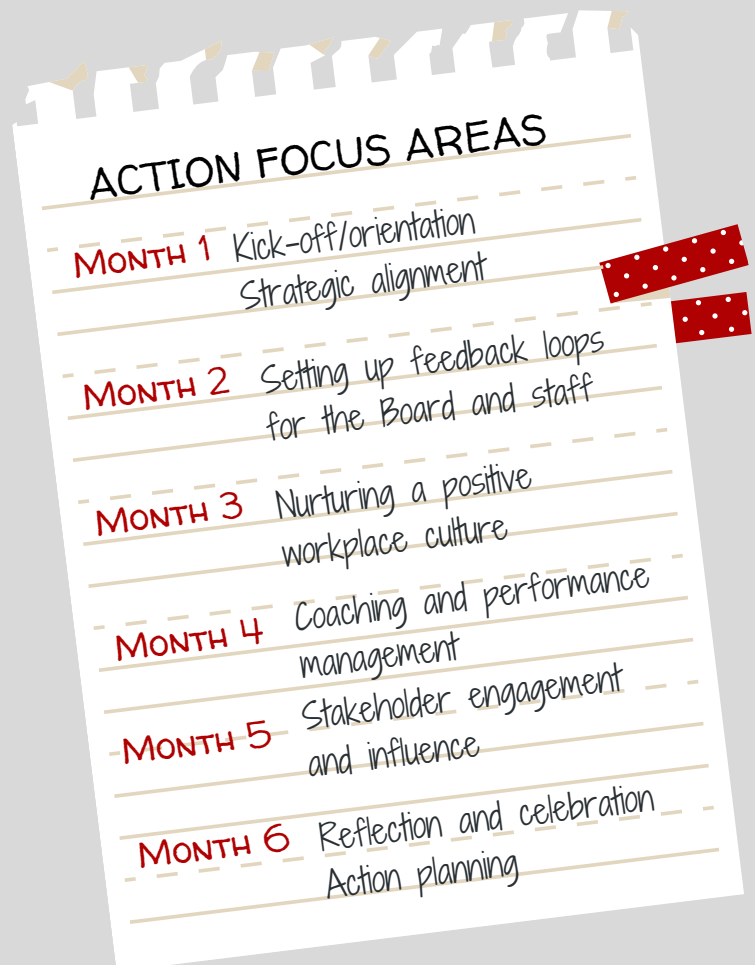 ACTION FOCUS AREAS
MONTH 1 Kick-off/orientation
Strategic alignment
MONTH 2 Setting up feedback loops
for the Board and staff
MONTH 3 Nurturing a positive
workplace culture
MONTH 4 Coaching and performance
management
MONTH 5 Stakeholder engagement
and influence
MONTH 6 Reflection and celebration
Action planning